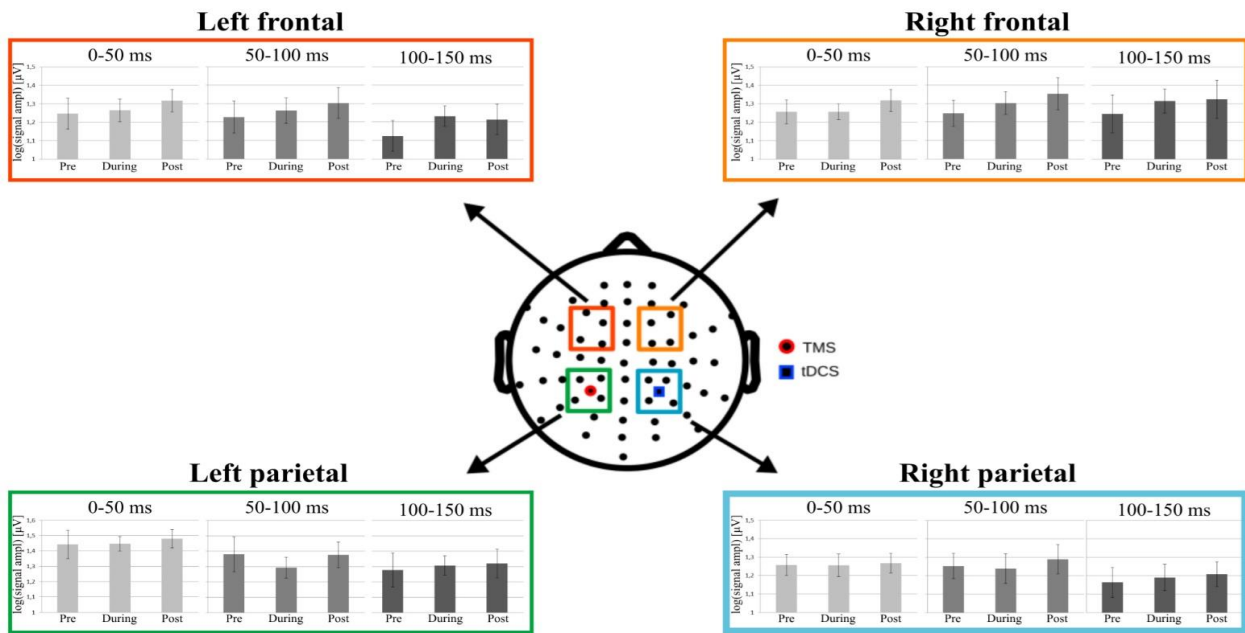 Left frontal
0-50 ms 50-100 ms 100-150 ms
log(signal ampl) [µV]
1,5
1,4
1,3
1,2
1,1
1
Pre During Post Pre During Post Pre During Post
Right frontal
0-50 ms 50-100 ms 100-150 ms
log(signal ampl) [µV]
1,5
1,4
1,3
1,2
1,1
1
Pre During Post Pre During Post Pre During Post
TMS
tDCS
Left parietal
0-50 ms 50-100 ms 100-150 ms
log(signal ampl) [µV]
1,6
1,5
1,4
1,3
1,2
1,1
1
Pre During Post Pre During Post Pre During Post
Right parietal
0-50 ms 50-100 ms 100-150 ms
log(signal ampl) [µV]
1,5
1,4
1,3
1,2
1,1
1
Pre During Post Pre During Post Pre During Post